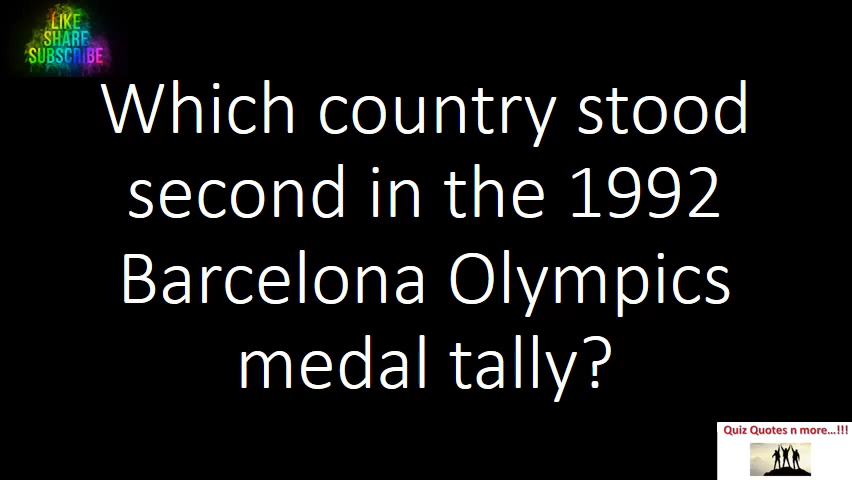 LIKE
SHARE
SUBSCRIBE
Which country stood
second in the 1992
Barcelona Olympics
medal tally?
Quiz Quotes n more...!!!